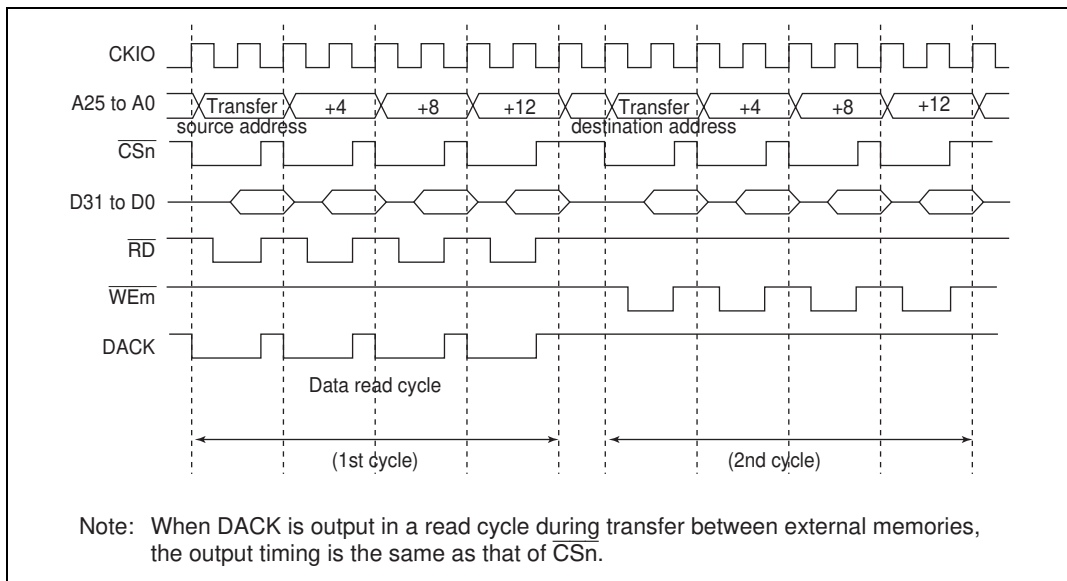 CKIO
A25 to A0 Transfer +4 +8 +12 Transfer +4 +8 +12
source address destination address
CSn
D31 to D0
RD
WEm
DACK
Data read cycle
(1st cycle) (2nd cycle)
Note: When DACK is output in a read cycle during transfer between external memories,
the output timing is the same as that of CSn.